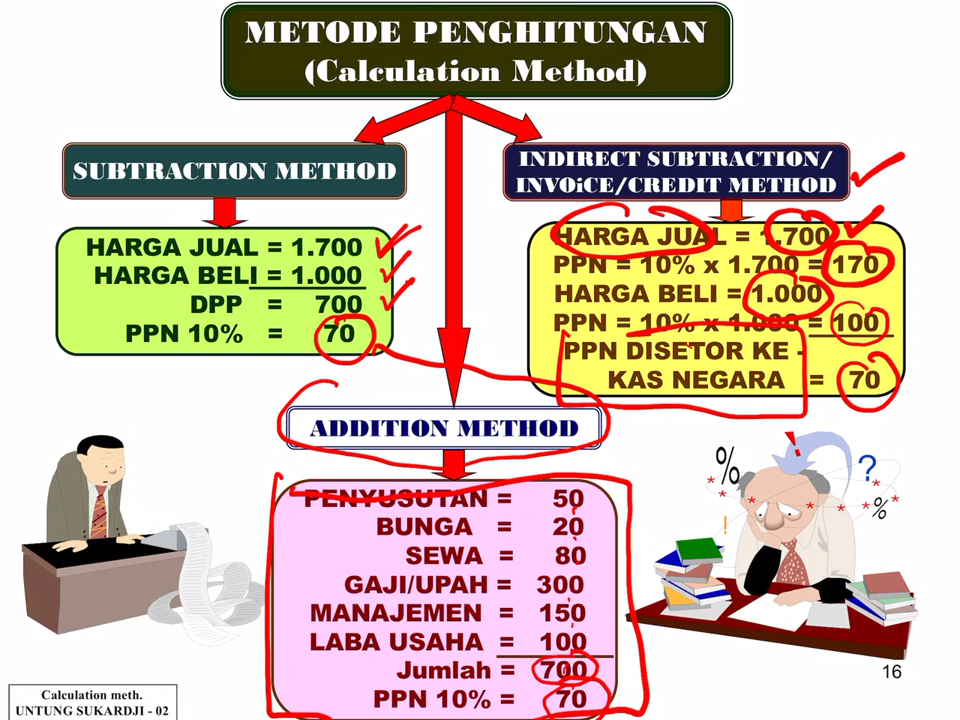 METODE PENGHITUNGAN
(Calculation Method)
SUBTRACTION METHOD
HARGA JUAL = 1.700
HARGA BELI = 1.000
DPP = 700
PPN 10% = 70
INDIRECT SUBTRACTION/
INVOiCE/CREDIT METHOD
HARGA JUAL = 1.700
PPN = 10% x 1.700 = 170
HARGA BELI = 1.000
PPN = 10% x 1.000 = 100
PPN DISETOR KE -
KAS NEGARA = 70
ADDITION METHOD
PENYUSUTAN = 50
BUNGA = 20
SEWA = 80
GAJI/UPAH = 300
MANAJEMEN = 150
LABA USAHA = 100
Jumlah = 700
PPN 10% = 70
% ! ?
* * * * * * %
!
16
Calculation meth.
UNTUNG SUKARDJI - 02